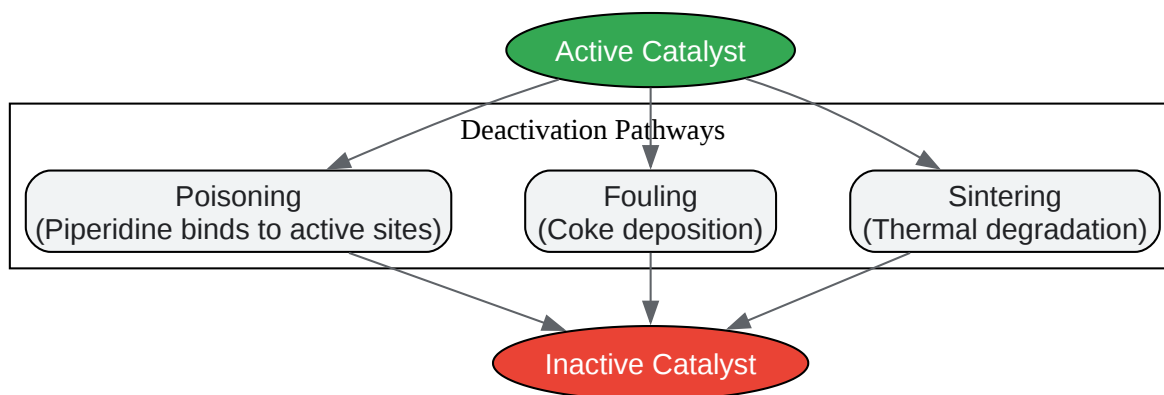 Active Catalyst
Deactivation Pathways
Poisoning
(Piperidine binds to active sites)
Fouling
(Coke deposition)
Sintering
(Thermal degradation)
Inactive Catalyst